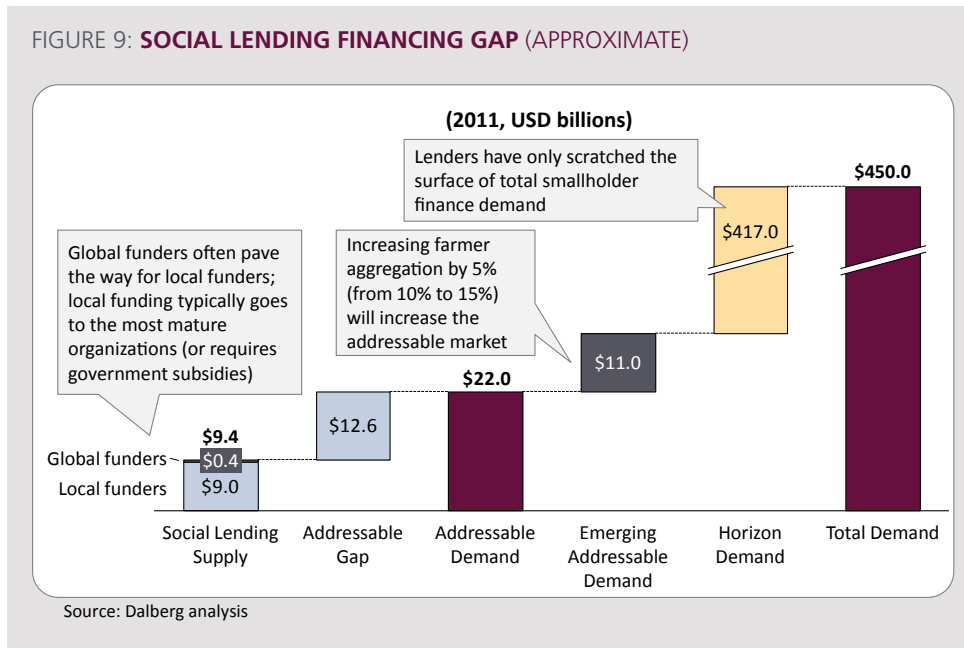 FIGURE 9: SOCIAL LENDING FINANCING GAP (APPROXIMATE)
(2011, USD billions)
Lenders have only scratched the
surface of total smallholder
finance demand
$450.0
$417.0
Global funders often pave
the way for local funders;
local funding typically goes
to the most mature
organizations (or requires
government subsidies)
Increasing farmer
aggregation by 5%
(from 10% to 15%)
will increase the
addressable market
$11.0
$22.0
$12.6
$9.4
Global funders
$0.4
Local funders
$9.0
Social Lending
Supply
Addressable
Gap
Addressable
Demand
Emerging
Addressable
Demand
Horizon
Demand
Total Demand
Source: Dalberg analysis